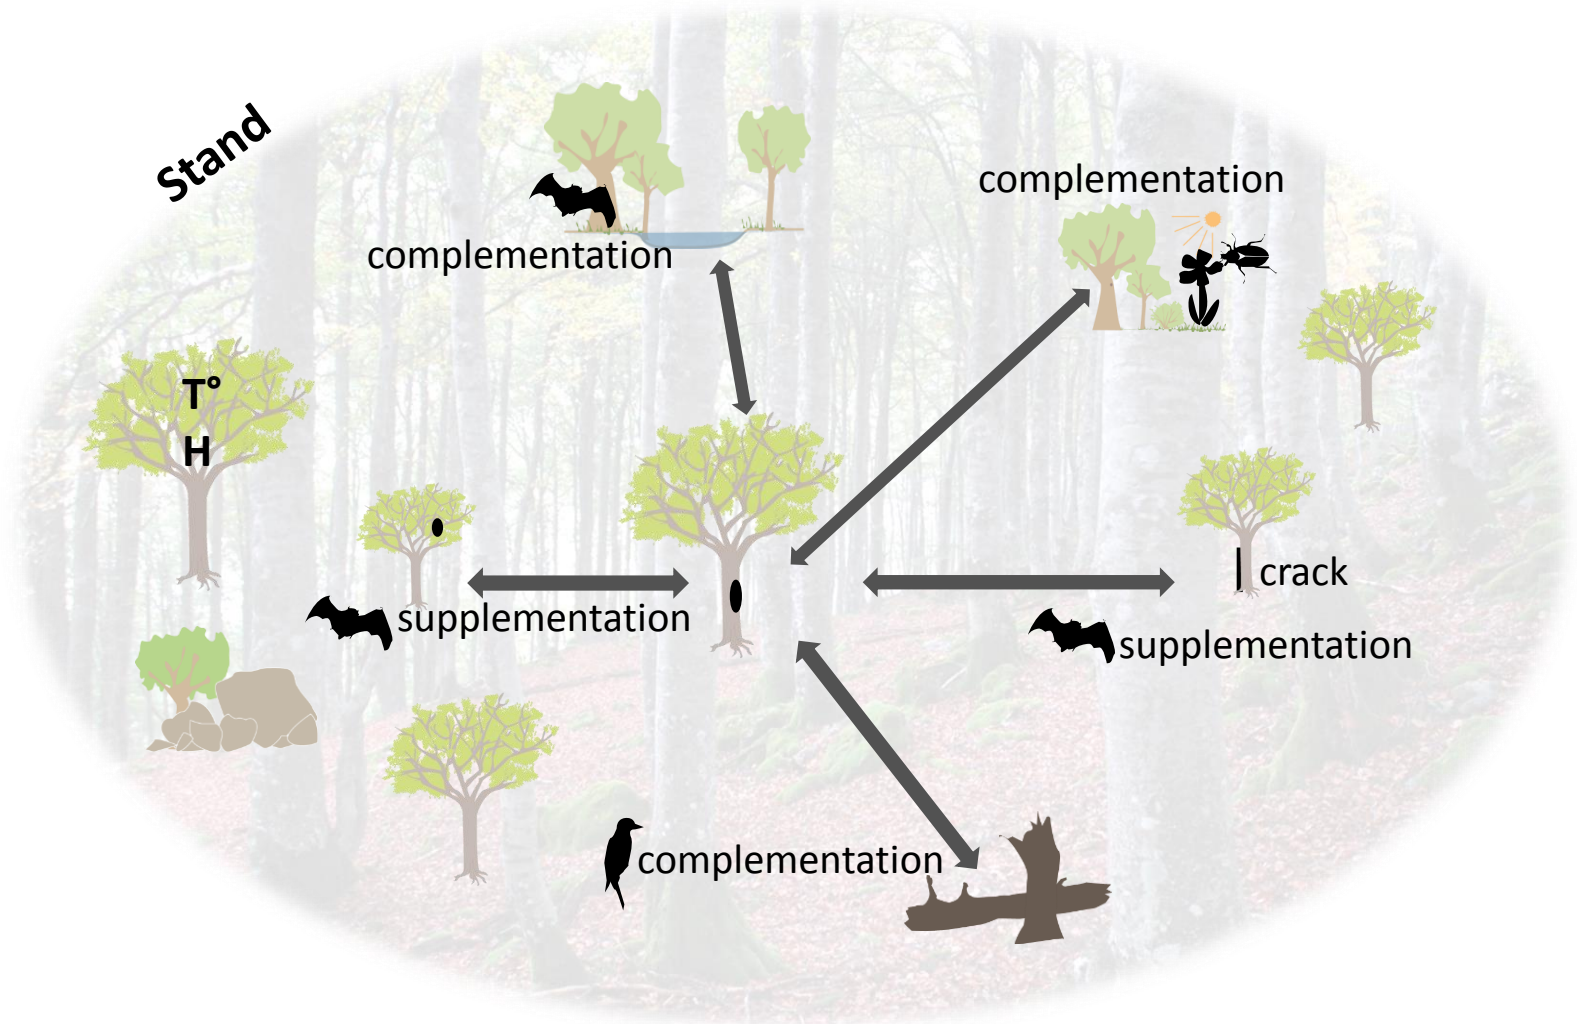 Stand
complementation
complementation
T°
H
crack
supplementation
supplementation
complementation